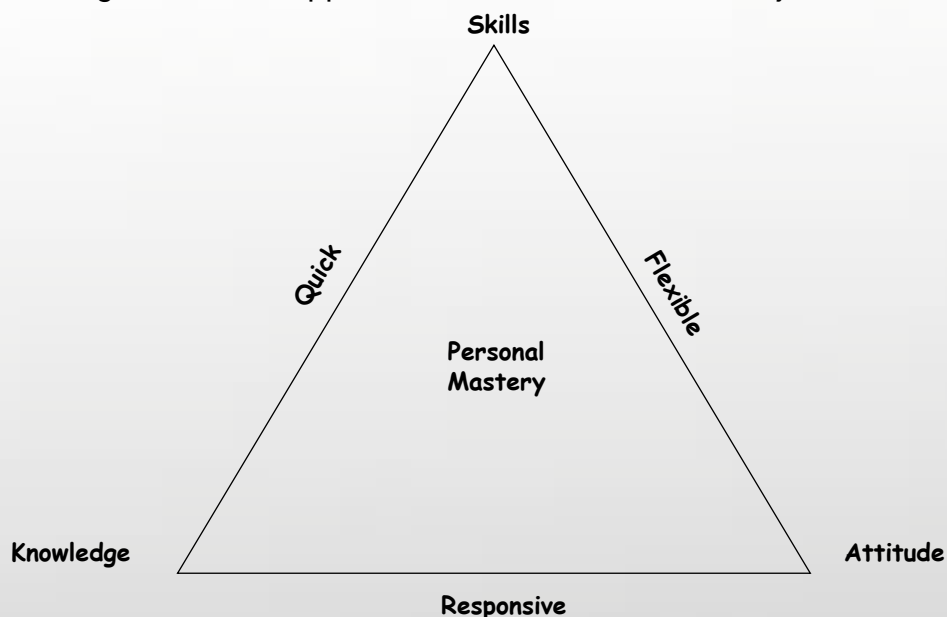 Skills
Quick
Flexible
Personal
Mastery
Knowledge
Attitude
Responsive